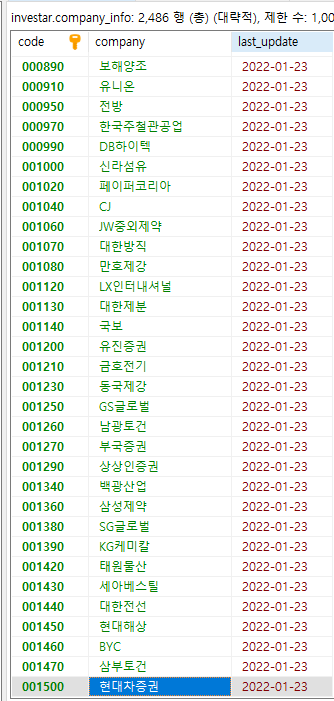 investar.company_info: 2,486 행 (총) (대략적), 제한 수: 1,00
code company last_update
000890 보해양조 2022-01-23
000910 유니온 2022-01-23
000950 전방 2022-01-23
000970 한국주철관공업 2022-01-23
000990 DB하이텍 2022-01-23
001000 신라섬유 2022-01-23
001020 페이퍼코리아 2022-01-23
001040 CJ 2022-01-23
001060 JW중외제약 2022-01-23
001070 대한방직 2022-01-23
001080 만호제강 2022-01-23
001120 LX인터내셔널 2022-01-23
001130 대한제분 2022-01-23
001140 국보 2022-01-23
001200 유진증권 2022-01-23
001210 금호전기 2022-01-23
001230 동국제강 2022-01-23
001250 GS글로벌 2022-01-23
001260 남광토건 2022-01-23
001270 부국증권 2022-01-23
001290 상상인증권 2022-01-23
001340 백광산업 2022-01-23
001360 삼성제약 2022-01-23
001380 SG글로벌 2022-01-23
001390 KG케미칼 2022-01-23
001420 태원물산 2022-01-23
001430 세아베스틸 2022-01-23
001440 대한전선 2022-01-23
001450 현대해상 2022-01-23
001460 BYC 2022-01-23
001470 삼부토건 2022-01-23
001500 현대차증권 2022-01-23